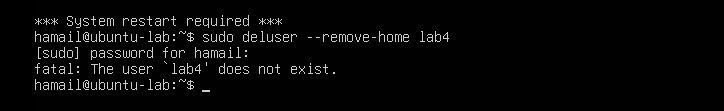 *** System restart required ***
hamail@ubuntu-lab:~$ sudo deluser --remove-home lab4
[sudo] password for hamail:
fatal: The user `lab4' does not exist.
hamail@ubuntu-lab:~$ _